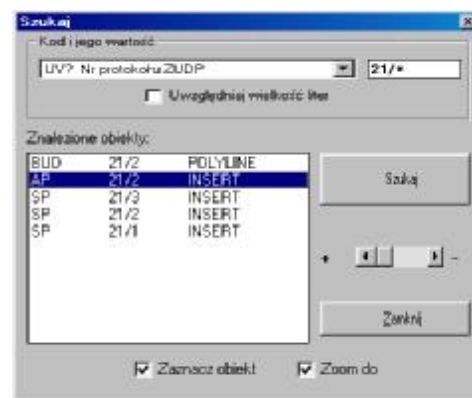 Szukaj
Kod i jego wartość
UV? Nr protokołu ZUDP 21/*
Uwzględniaj wielkość liter
Znalezione obiekty:
BUD 21/2 POLYLINE
AP 21/2 INSERT
SP 21/3 INSERT
SP 21/2 INSERT
SP 21/1 INSERT
Szukaj
+ -
Zamknij
Zaznacz obiekt Zoom do